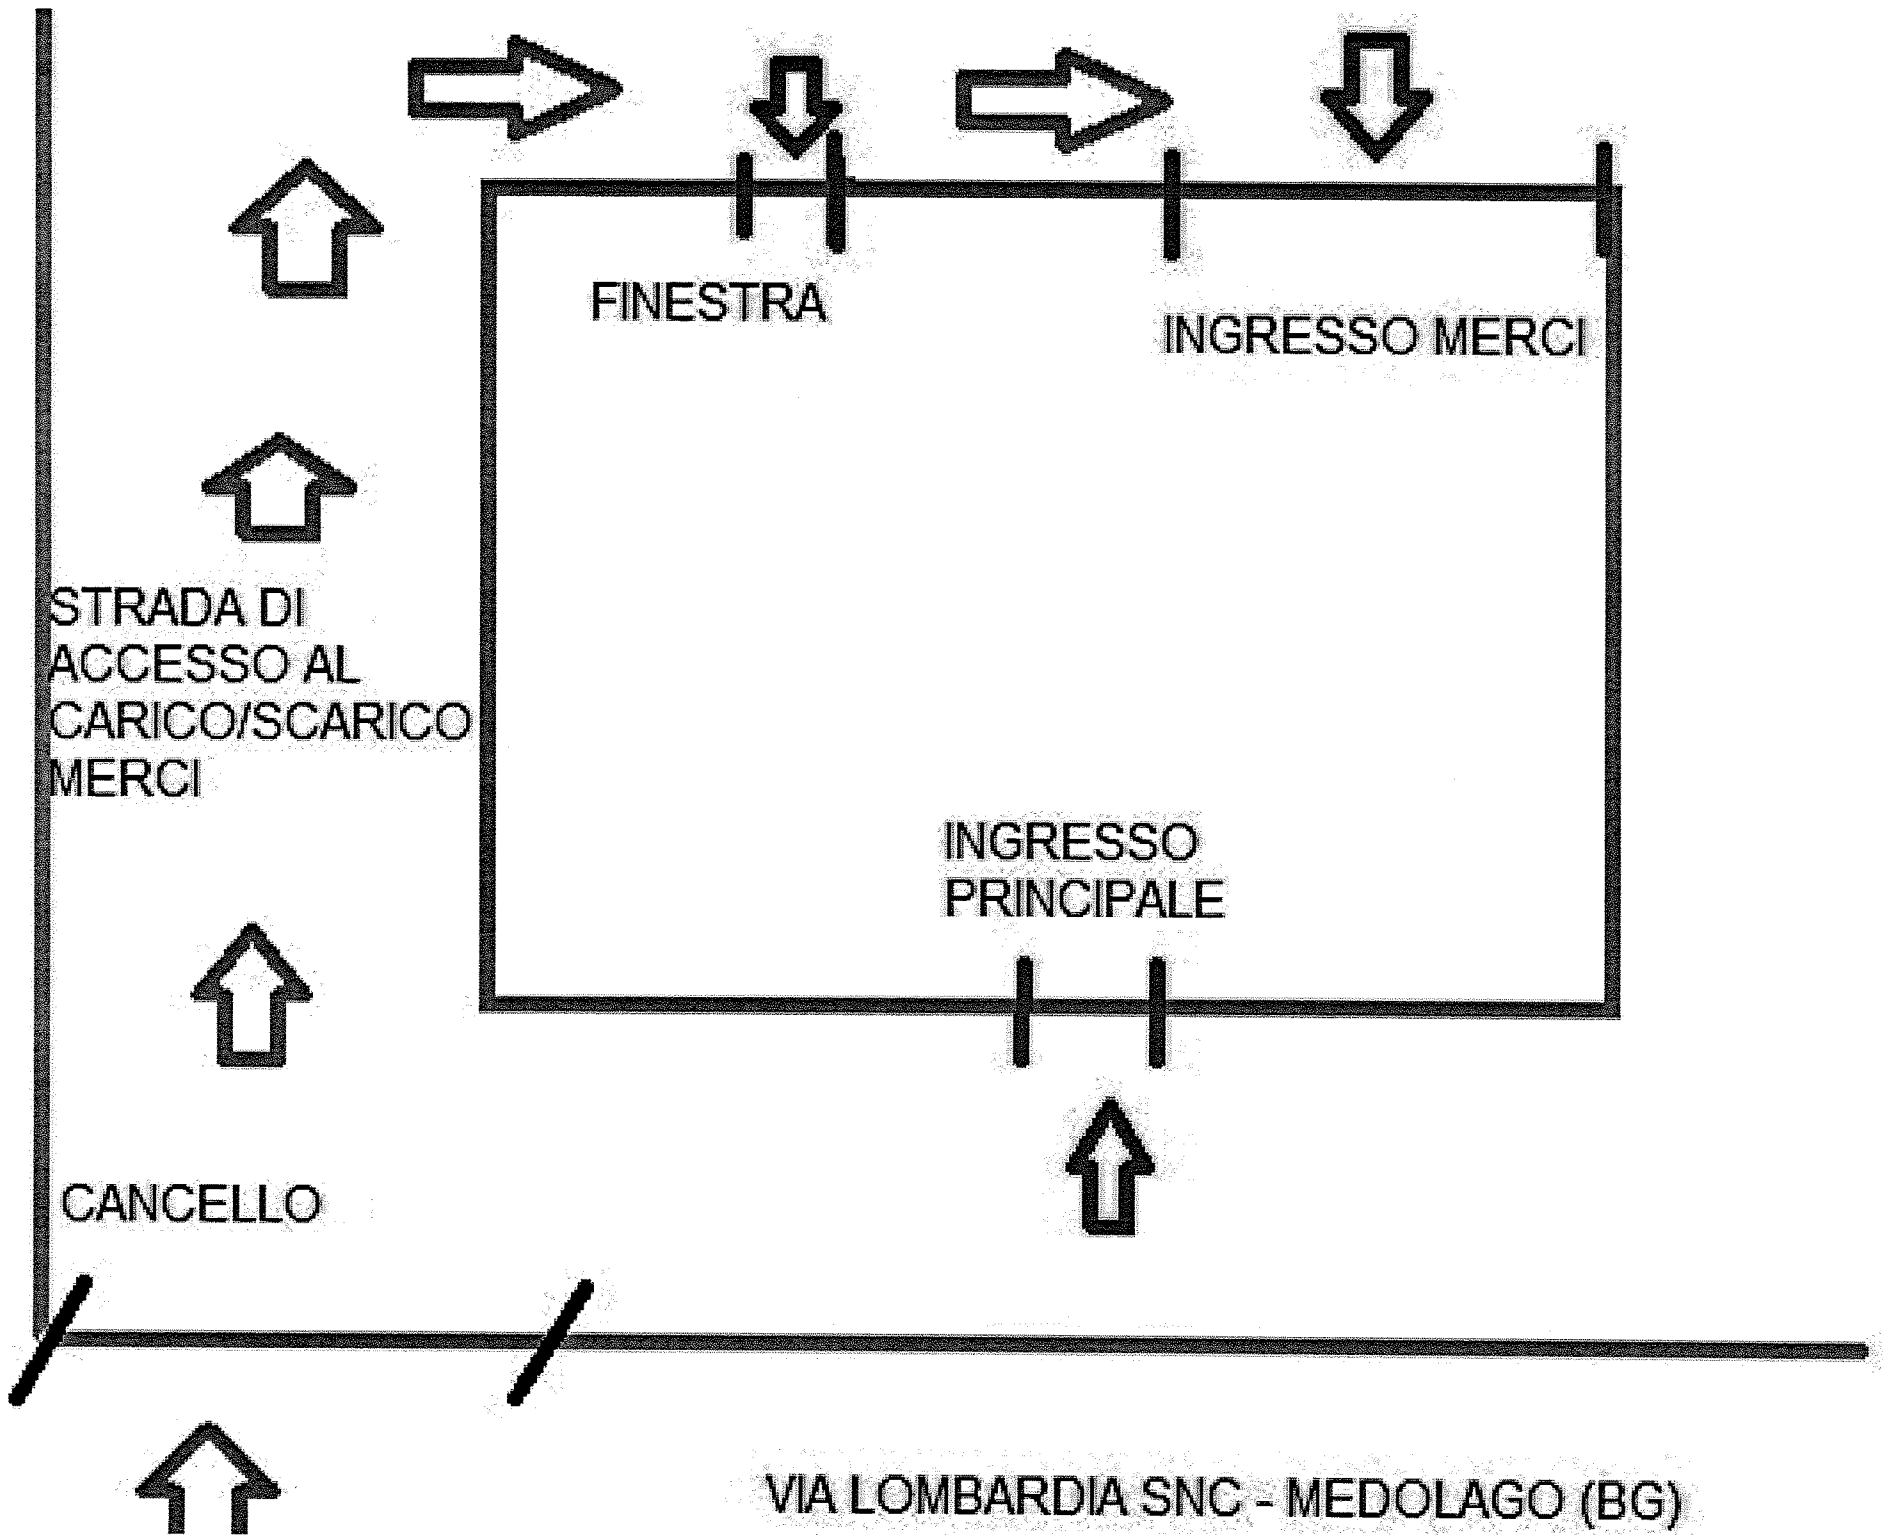 FINESTRA
INGRESSO MERCI
STRADA DI
ACCESSO AL
CARICO/SCARICO
MERCI
INGRESSO
PRINCIPALE
CANCELLO
VIA LOMBARDIA SNC - MEDOLAGO (BG)